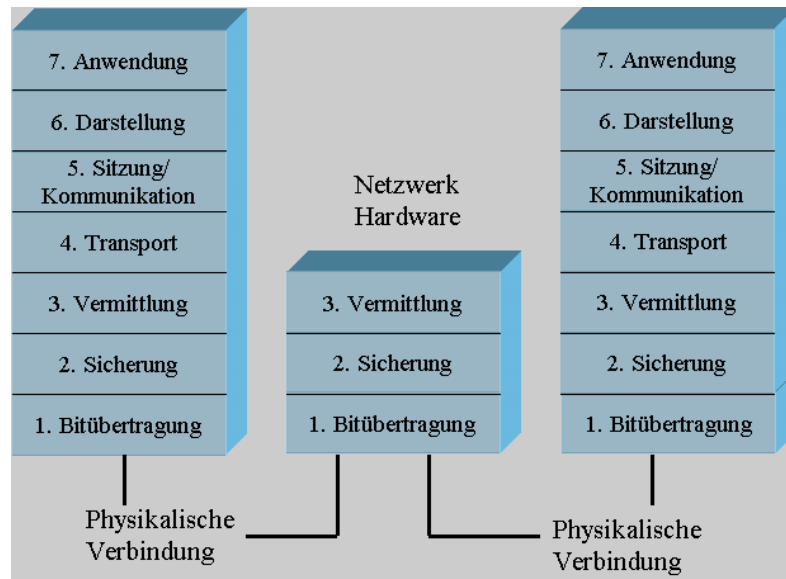 7. Anwendung
6. Darstellung
5. Sitzung/
Kommunikation
4. Transport
3. Vermittlung
2. Sicherung
1. Bitübertragung
Physikalische
Verbindung
Netzwerk
Hardware
3. Vermittlung
2. Sicherung
1. Bitübertragung
7. Anwendung
6. Darstellung
5. Sitzung/
Kommunikation
4. Transport
3. Vermittlung
2. Sicherung
1. Bitübertragung
Physikalische
Verbindung